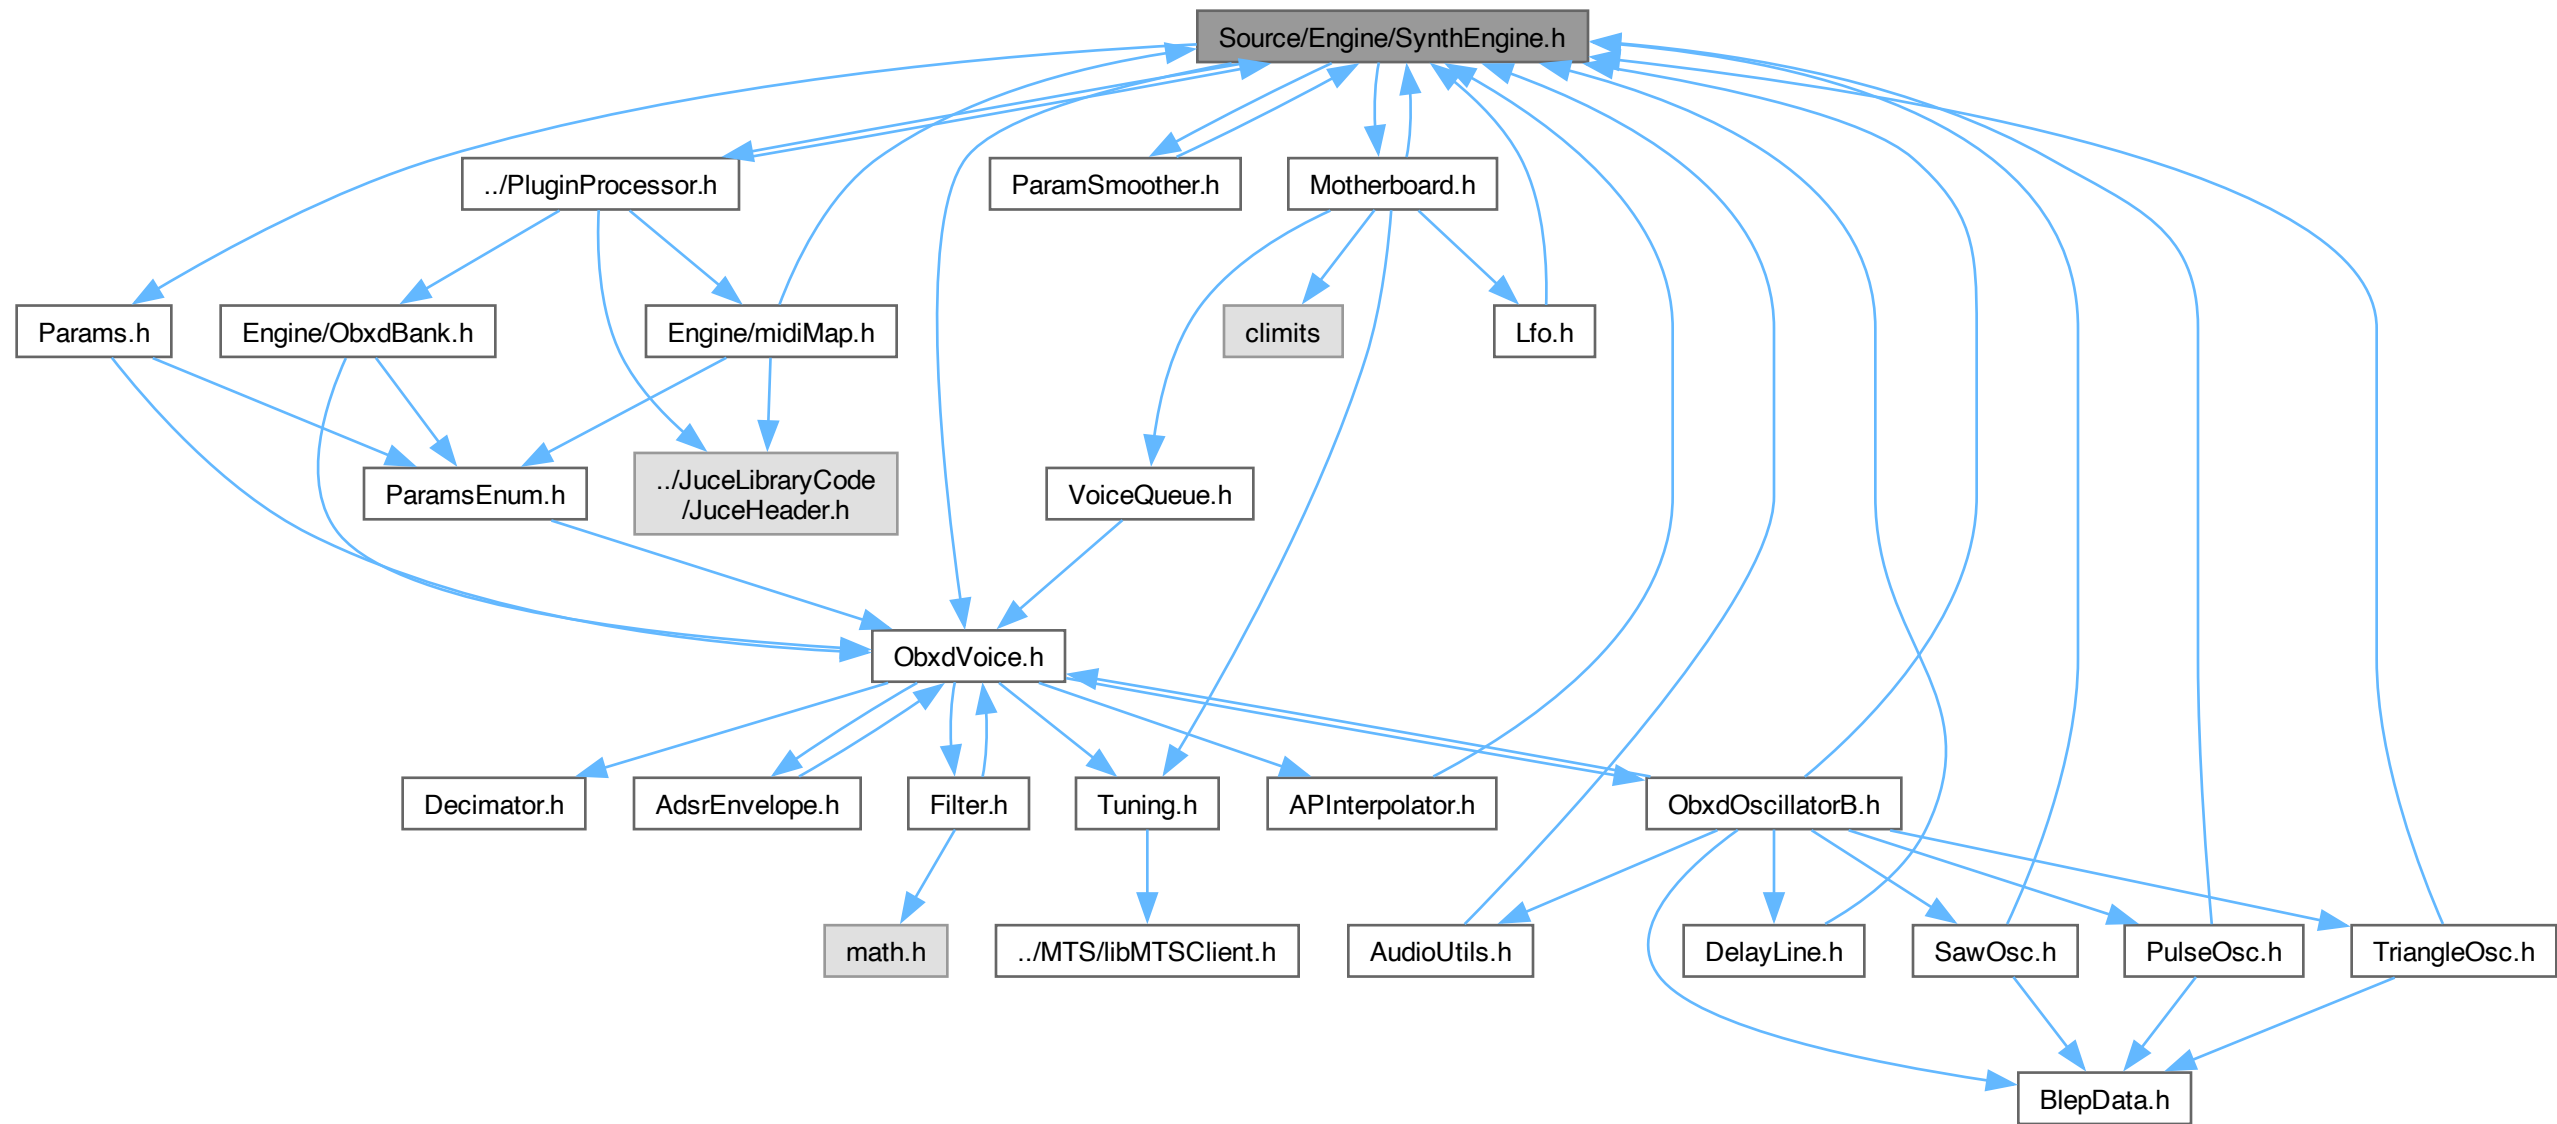 Source/Engine/SynthEngine.h
../PluginProcessor.h
ParamSmoother.h
Motherboard.h
Params.h
Engine/ObxdBank.h
Engine/midiMap.h
climits
Lfo.h
ParamsEnum.h
../JuceLibraryCode
/JuceHeader.h
VoiceQueue.h
ObxdVoice.h
Decimator.h
AdsrEnvelope.h
Filter.h
Tuning.h
APInterpolator.h
ObxdOscillatorB.h
math.h
../MTS/libMTSClient.h
AudioUtils.h
DelayLine.h
SawOsc.h
PulseOsc.h
TriangleOsc.h
BlepData.h